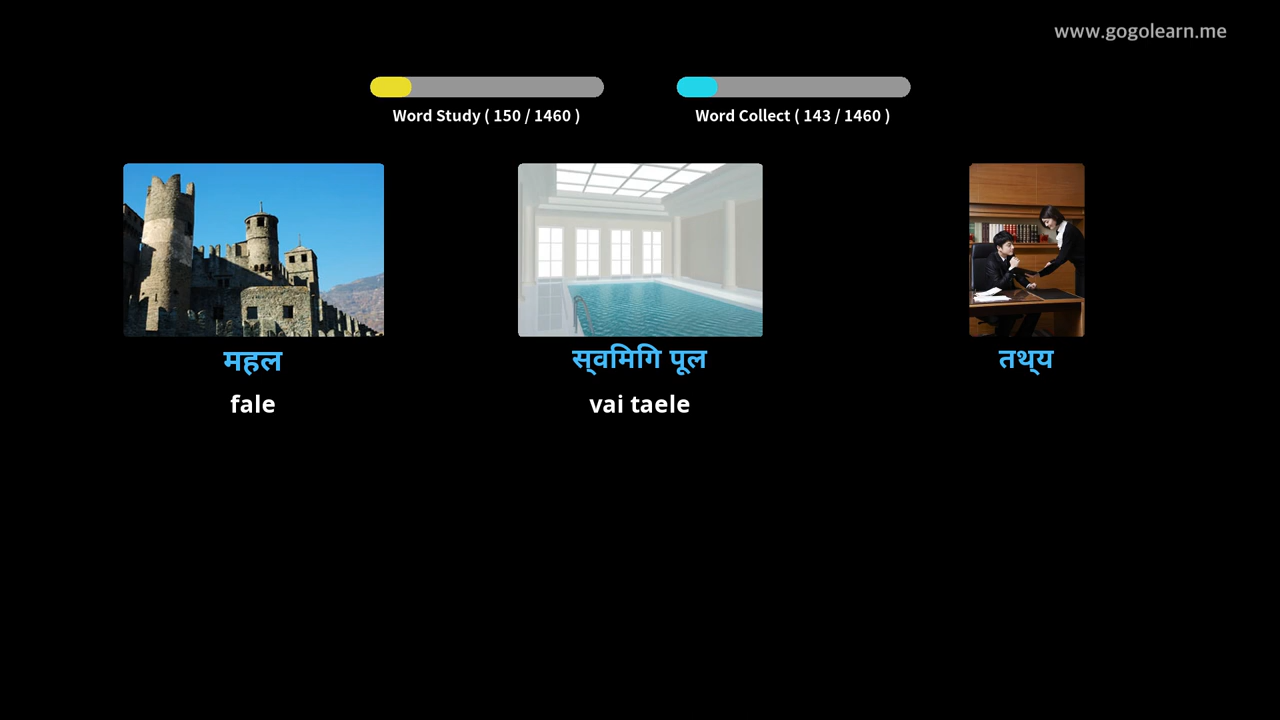 www.gogolearn.me
Word Study ( 150 / 1460 )
Word Collect ( 143 / 1460 )
महल
स्वमिगि पूल
तथ्य
fale
vai taele